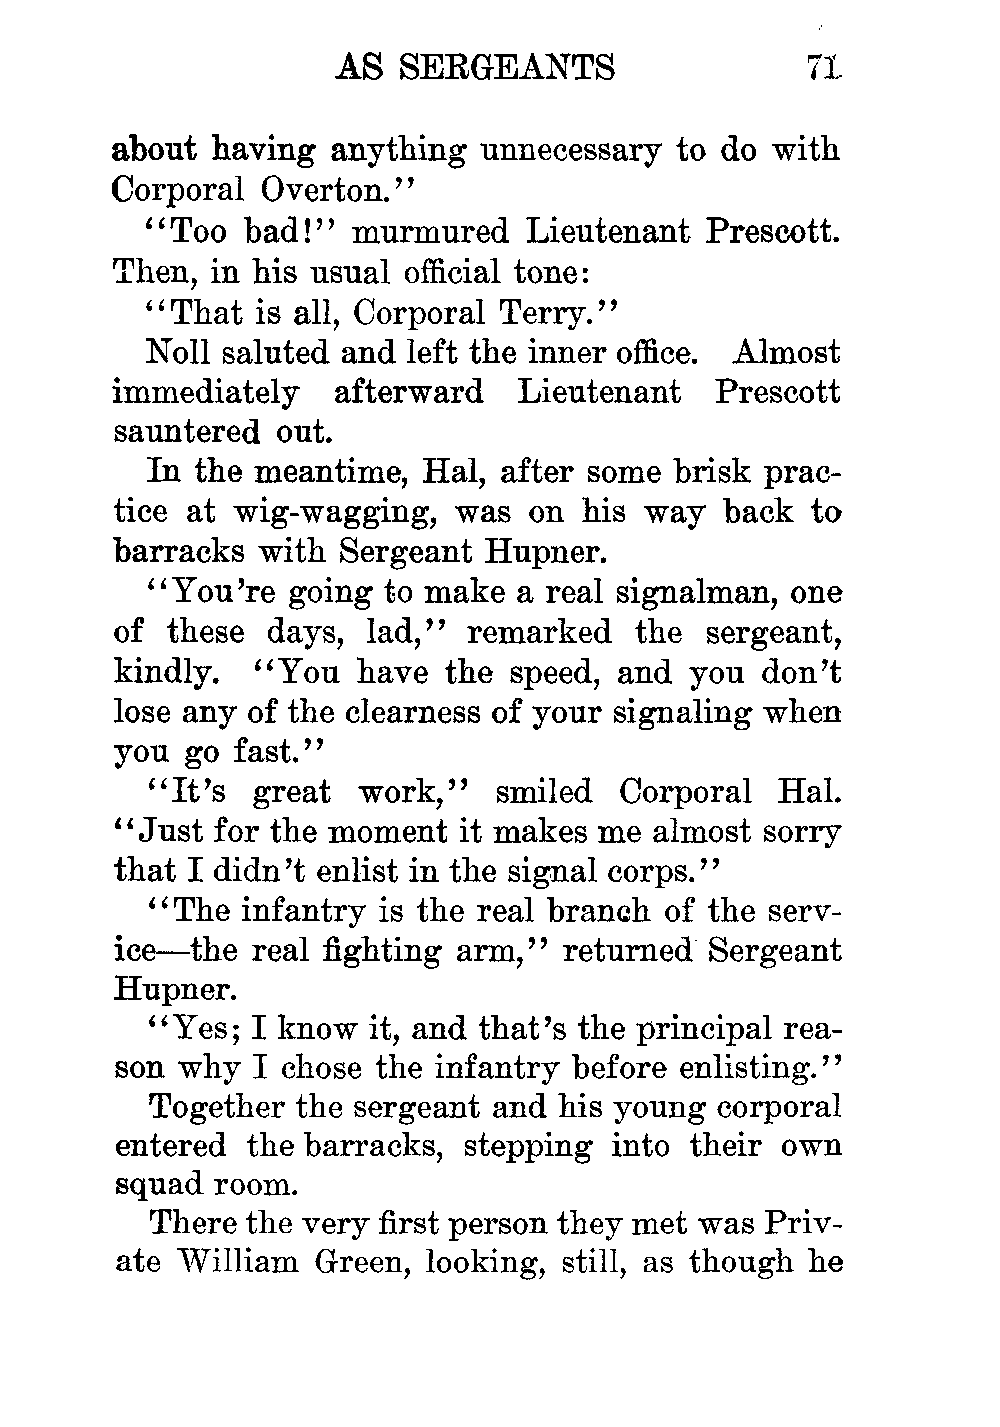 AS SERGEANTS 71
about having anything unnecessary to do with
Corporal Overton.''
''Too bad!'' murmured Lieutenant Prescott.
Then, in his usual official tone:
''That is all, Corporal Terry.''
Noll saluted and left the inner office. Almost
immediately afterward Lieutenant Prescott
sauntered out.
In the meantime, Hal, after some brisk prac-
tice at wig-wagging, was on his way back to
barracks with Sergeant Hupner.
''You're going to make a real signalman, one
of these days, lad,'' remarked the sergeant,
kindly. ''You have the speed, and you don't
lose any of the clearness of your signaling when
you go fast.''
''It's great work,'' smiled Corporal Hal.
''Just for the moment it makes me almost sorry
that I didn't enlist in the signal corps.''
''The infantry is the real branch of the serv-
ice—the real fighting arm,'' returned Sergeant
Hupner.
''Yes; I know it, and that's the principal rea-
son why I chose the infantry before enlisting.''
Together the sergeant and his young corporal
entered the barracks, stepping into their own
squad room.
There the very first person they met was Priv-
ate William Green, looking, still, as though he